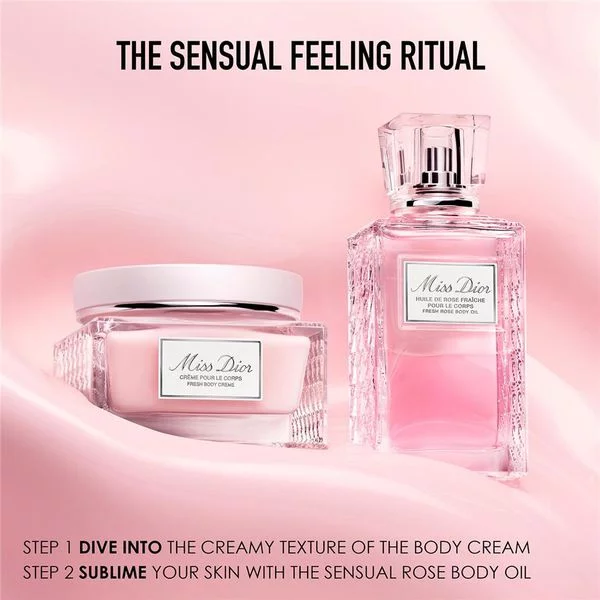 THE SENSUAL FEELING RITUAL
Miss Dior
HUILE DE ROSE FRAÎCHE
POUR LE CORPS
FRESH ROSE BODY OIL
Miss Dior
CRÈME POUR LE CORPS
FRESH BODY CREME
STEP 1 DIVE INTO THE CREAMY TEXTURE OF THE BODY CREAM
STEP 2 SUBLIME YOUR SKIN WITH THE SENSUAL ROSE BODY OIL